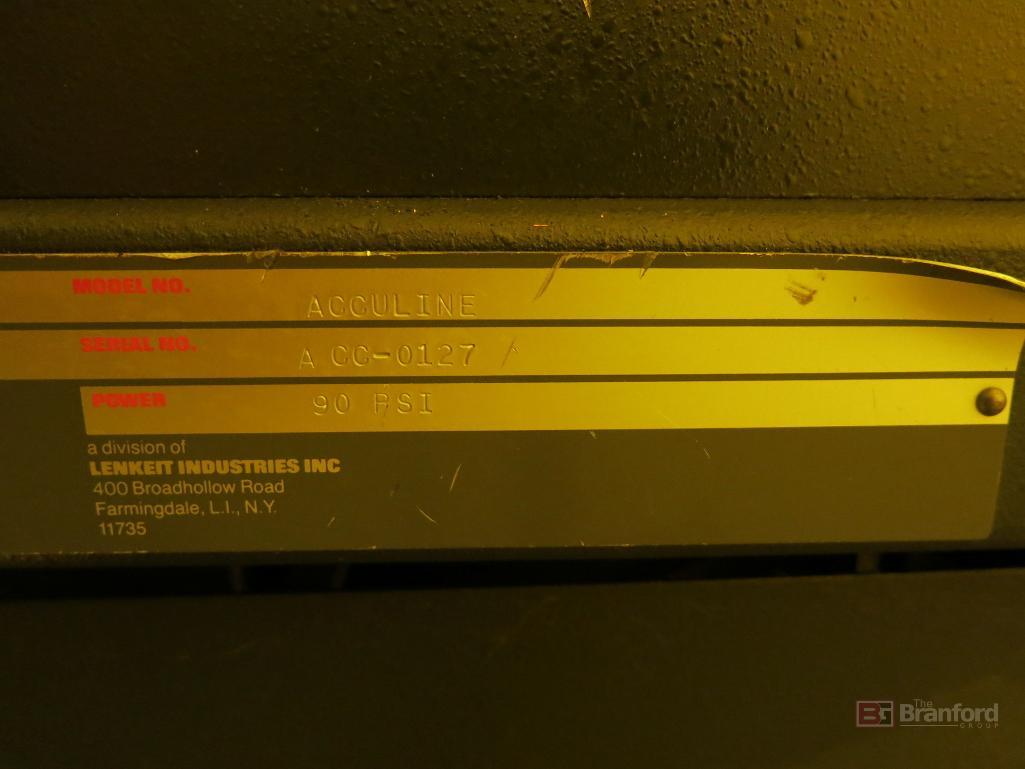 MODEL NO. ACCULINE
SERIAL NO. A CC-0127
POWER 90 PSI
a division of
LENKEIT INDUSTRIES INC
400 Broadhollow Road
Farmingdale, L.I., N.Y.
11735
BG The Branford GROUP